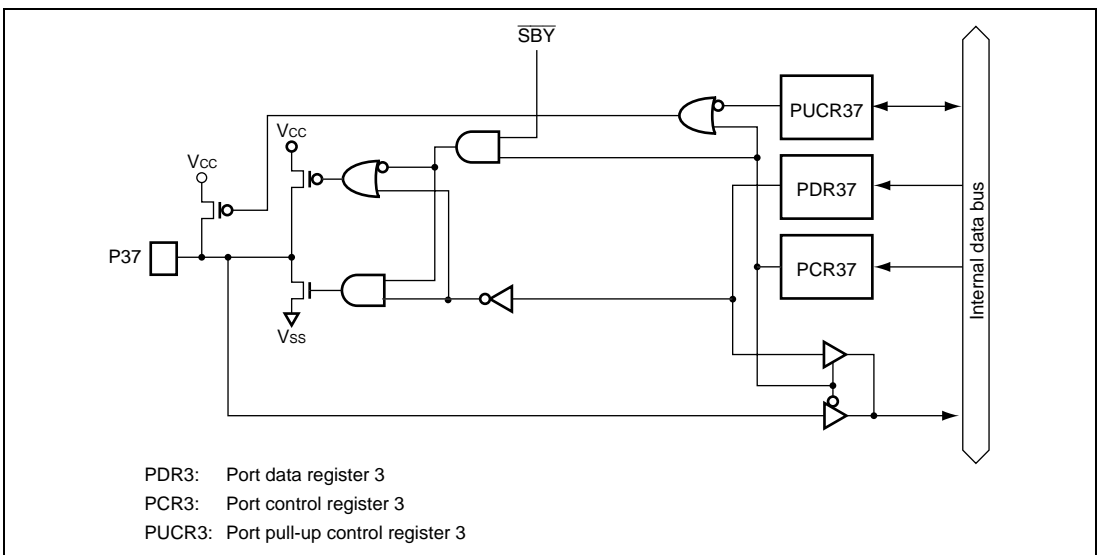 SBY
PUCR37
VCC
VCC
PDR37
P37
PCR37
Internal data bus
VSS
PDR3: Port data register 3
PCR3: Port control register 3
PUCR3: Port pull-up control register 3